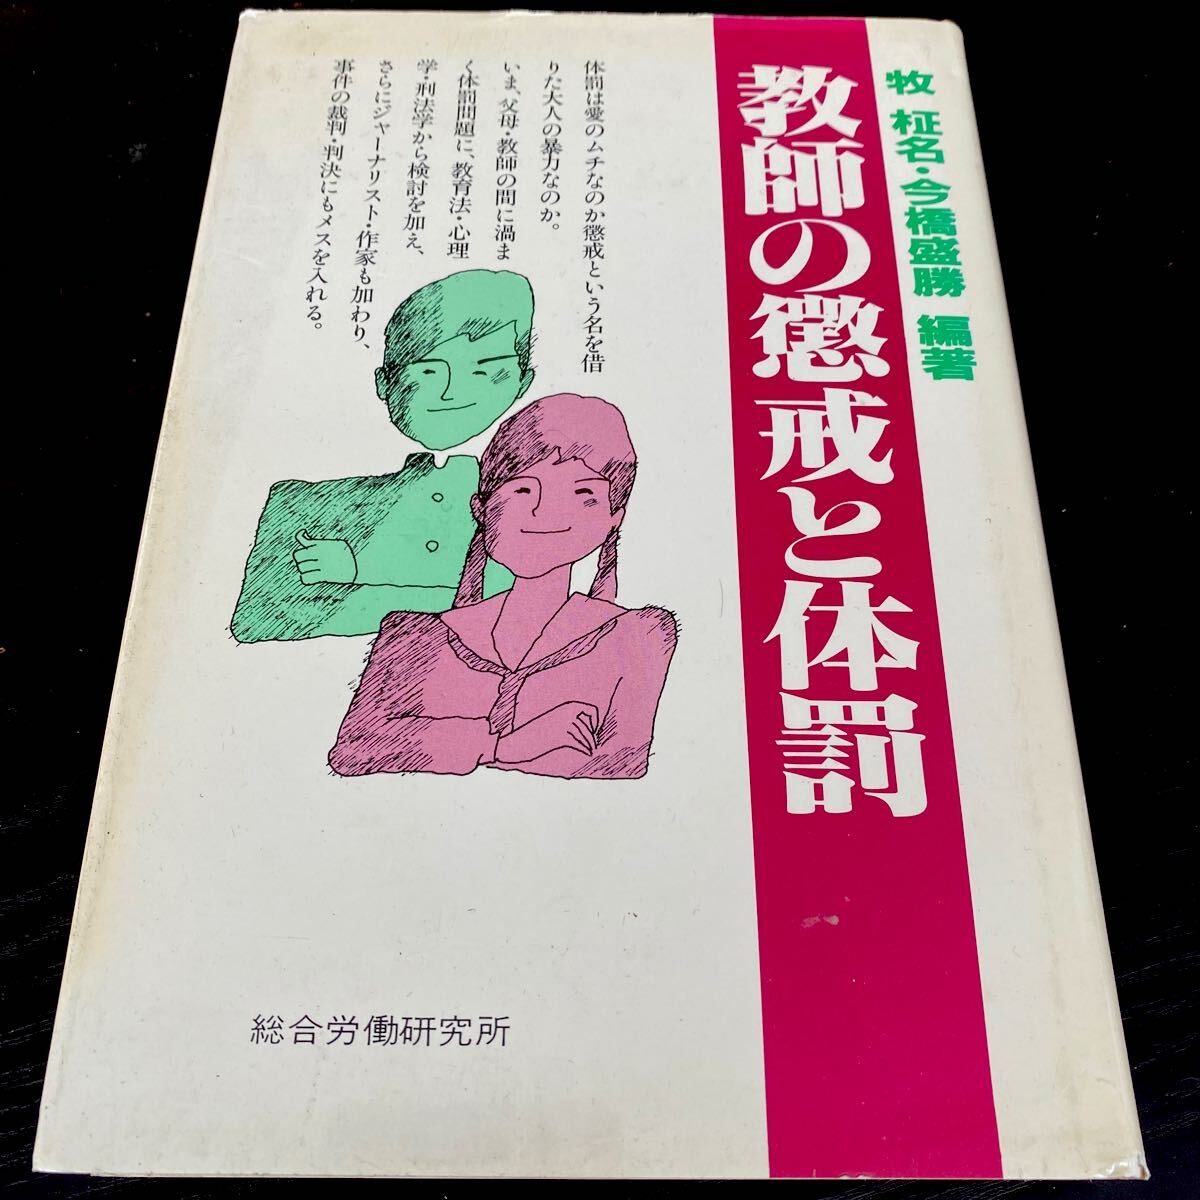 牧 柾名・今橋盛勝 編著
教師の懲戒と体罰
体罰は愛のムチなのか懲戒という名を借
りた大人の暴力なのか。
いま、父母・教師の間に渦ま
く体罰問題に、教育法・心理
学・刑法学から検討を加え、
さらにジャーナリスト・作家も加わり、
事件の裁判・判決にもメスを入れる。
総合労働研究所